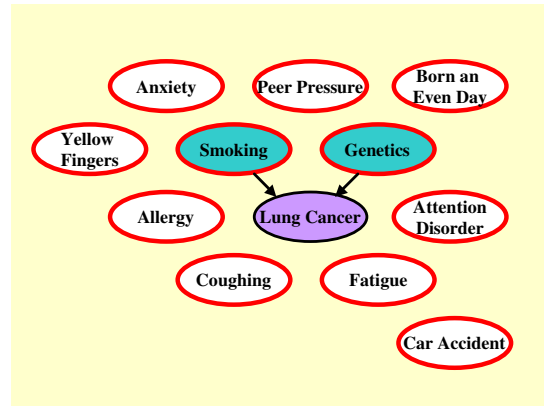 Anxiety
Peer Pressure
Born an
Even Day
Yellow
Fingers
Smoking
Genetics
Allergy
Lung Cancer
Attention
Disorder
Coughing
Fatigue
Car Accident